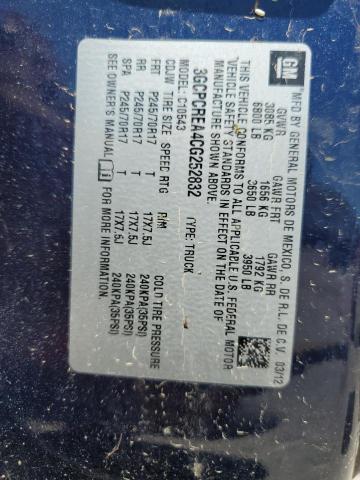 GM
MFD BY GENERAL MOTORS DE MEXICO, S. DE R.L. DE C.V. 03/12
GVWR GAWR FRT GAWR RR
3085 KG 1656 KG 1792 KG
6800 LB 3650 LB 3950 LB
THIS VEHICLE CONFORMS TO ALL APPLICABLE U.S. FEDERAL MOTOR
VEHICLE SAFETY STANDARDS IN EFFECT ON THE DATE OF
MANUFACTURE SHOWN ABOVE.
3GCPCREA4CG252832 TYPE: TRUCK
MODEL: C10543
CDJW TIRE SIZE SPEED RTG RIM COLD TIRE PRESSURE
FRT P245/70R17 T 17X7.5J 240KPA(35PSI)
RR P245/70R17 T 17X7.5J 240KPA(35PSI)
SPA P245/70R17 T 17X7.5J 240KPA(35PSI)
SEE OWNER'S MANUAL FOR MORE INFORMATION.